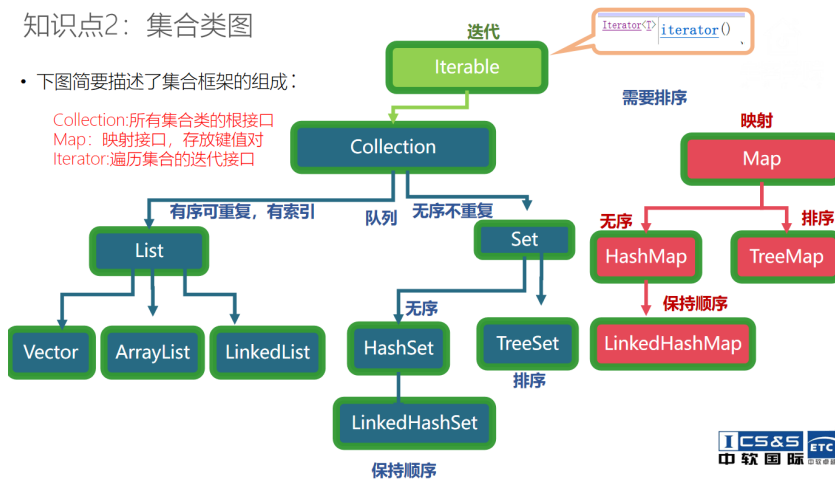 知识点2：集合类图
迭代
Iterator<T> iterator()
Iterable
• 下图简要描述了集合框架的组成：
需要排序
Collection:所有集合类的根接口
Map：映射接口，存放键值对
Iterator:遍历集合的迭代接口
映射
Collection
Map
有序可重复，有索引
队列
无序不重复
无序
排序
List
Set
HashMap
TreeMap
无序
保持顺序
Vector
ArrayList
LinkedList
HashSet
TreeSet
LinkedHashMap
排序
LinkedHashSet
保持顺序
ICS&S
ETC
中软国际